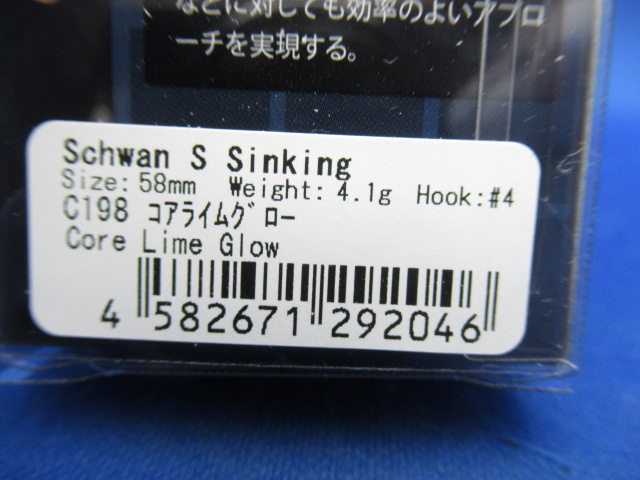 などに対しても効率のよいアプロ
ーチを実現する。
Schwan S Sinking
Size: 58mm Weight: 4.1g Hook:#4
C198 コアライムグロー
Core Lime Glow
4 582671 292046